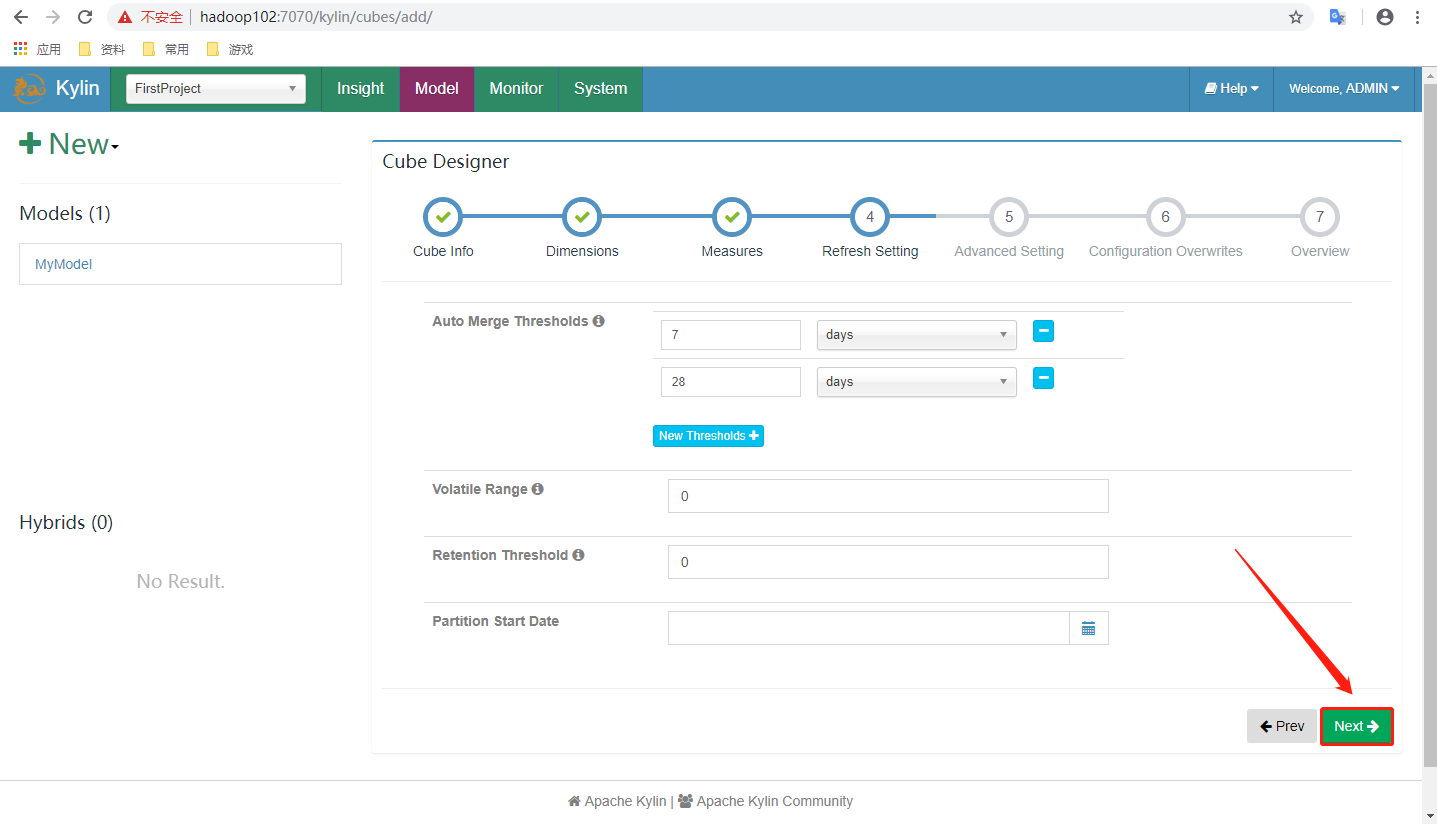 不安全 hadoop102:7070/kylin/cubes/add/
应用 资料 常用 游戏
Kylin FirstProject Insight Model Monitor System Help Welcome, ADMIN
New
Models (1)
MyModel
Hybrids (0)
No Result.
Cube Designer
4 5 6 7
Cube Info Dimensions Measures Refresh Setting Advanced Setting Configuration Overwrites Overview
Auto Merge Thresholds
7 days
28 days
New Thresholds
Volatile Range 0
Retention Threshold 0
Partition Start Date
Prev Next
Apache Kylin | Apache Kylin Community